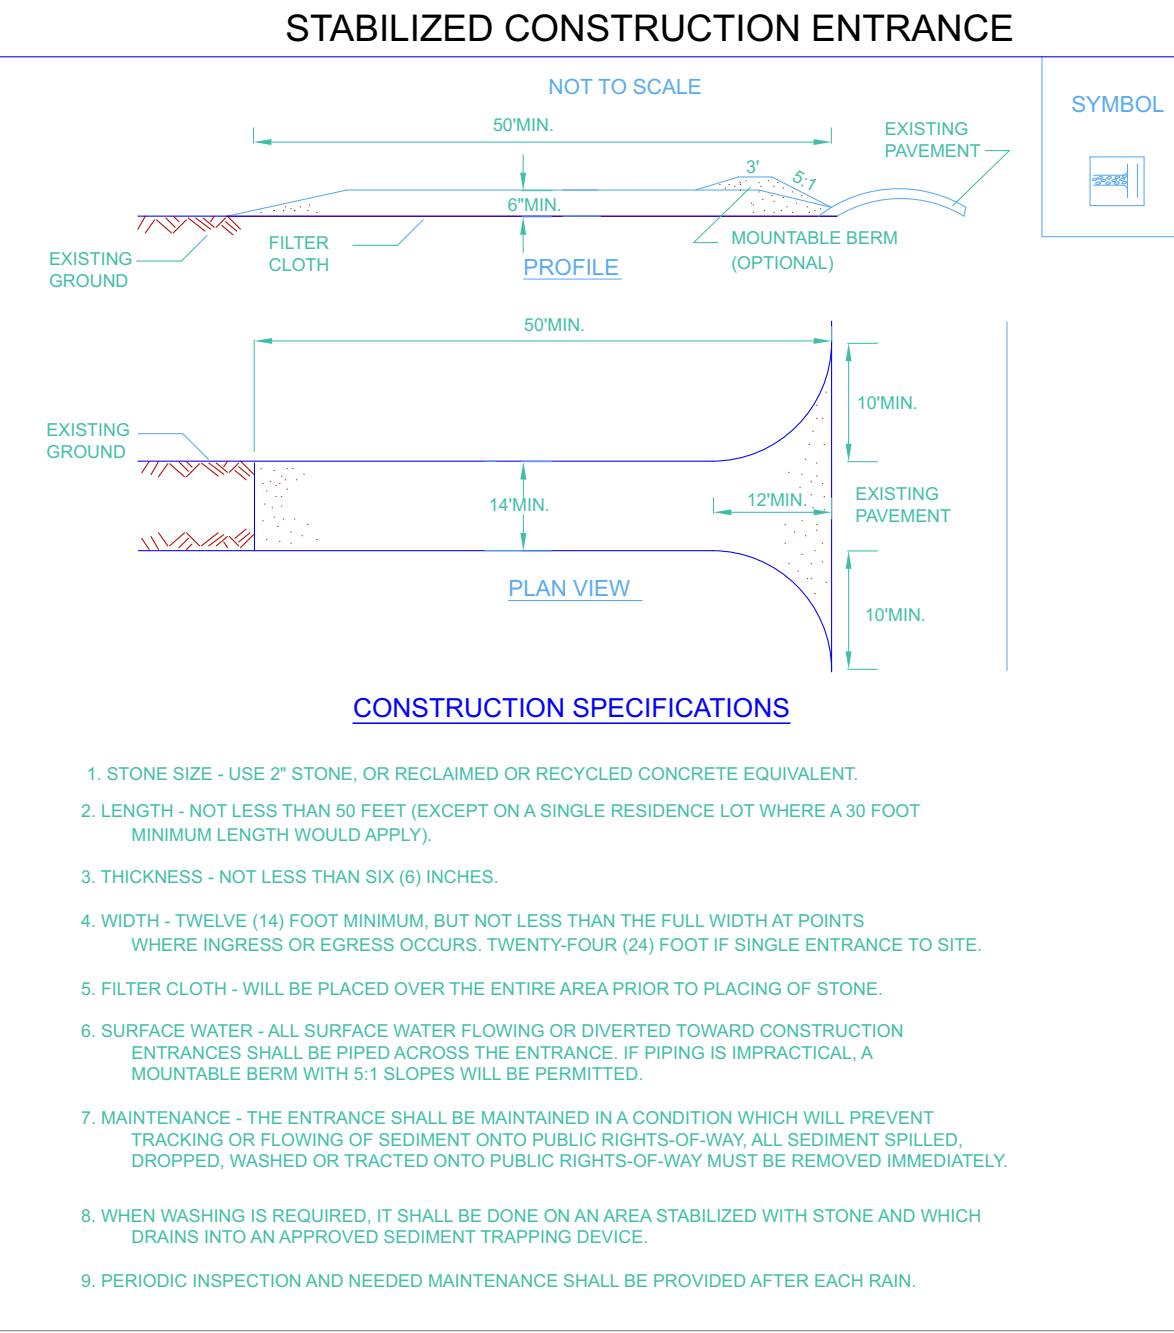 STABILIZED CONSTRUCTION ENTRANCE
NOT TO SCALE
SYMBOL
50'MIN.
EXISTING
PAVEMENT
3'
5:1
6"MIN.
FILTER
CLOTH
MOUNTABLE BERM
(OPTIONAL)
EXISTING
GROUND
PROFILE
50'MIN.
10'MIN.
EXISTING
GROUND
14'MIN.
12'MIN.
EXISTING
PAVEMENT
PLAN VIEW
10'MIN.
CONSTRUCTION SPECIFICATIONS
1. STONE SIZE - USE 2" STONE, OR RECLAIMED OR RECYCLED CONCRETE EQUIVALENT.
2. LENGTH - NOT LESS THAN 50 FEET (EXCEPT ON A SINGLE RESIDENCE LOT WHERE A 30 FOOT
MINIMUM LENGTH WOULD APPLY).
3. THICKNESS - NOT LESS THAN SIX (6) INCHES.
4. WIDTH - TWELVE (14) FOOT MINIMUM, BUT NOT LESS THAN THE FULL WIDTH AT POINTS
WHERE INGRESS OR EGRESS OCCURS. TWENTY-FOUR (24) FOOT IF SINGLE ENTRANCE TO SITE.
5. FILTER CLOTH - WILL BE PLACED OVER THE ENTIRE AREA PRIOR TO PLACING OF STONE.
6. SURFACE WATER - ALL SURFACE WATER FLOWING OR DIVERTED TOWARD CONSTRUCTION
ENTRANCES SHALL BE PIPED ACROSS THE ENTRANCE. IF PIPING IS IMPRACTICAL, A
MOUNTABLE BERM WITH 5:1 SLOPES WILL BE PERMITTED.
7. MAINTENANCE - THE ENTRANCE SHALL BE MAINTAINED IN A CONDITION WHICH WILL PREVENT
TRACKING OR FLOWING OF SEDIMENT ONTO PUBLIC RIGHTS-OF-WAY, ALL SEDIMENT SPILLED,
DROPPED, WASHED OR TRACTED ONTO PUBLIC RIGHTS-OF-WAY MUST BE REMOVED IMMEDIATELY.
8. WHEN WASHING IS REQUIRED, IT SHALL BE DONE ON AN AREA STABILIZED WITH STONE AND WHICH
DRAINS INTO AN APPROVED SEDIMENT TRAPPING DEVICE.
9. PERIODIC INSPECTION AND NEEDED MAINTENANCE SHALL BE PROVIDED AFTER EACH RAIN.